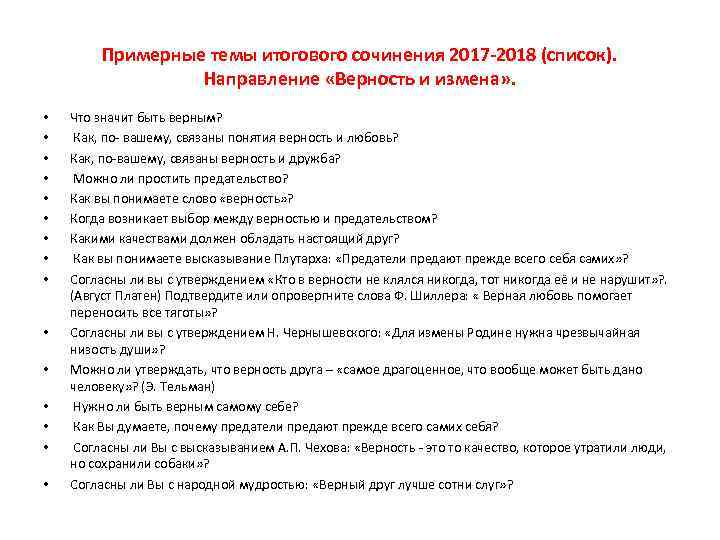 Примерные темы итогового сочинения 2017-2018 (список).
Направление «Верность и измена».
• Что значит быть верным?
• Как, по- вашему, связаны понятия верность и любовь?
• Как, по-вашему, связаны верность и дружба?
• Можно ли простить предательство?
• Как вы понимаете слово «верность»?
• Когда возникает выбор между верностью и предательством?
• Какими качествами должен обладать настоящий друг?
• Как вы понимаете высказывание Плутарха: «Предатели предают прежде всего себя самих»?
• Согласны ли вы с утверждением «Кто в верности не клялся никогда, тот никогда её и не нарушит»?.
(Август Платен) Подтвердите или опровергните слова Ф. Шиллера: « Верная любовь помогает
переносить все тяготы»?
• Согласны ли вы с утверждением Н. Чернышевского: «Для измены Родине нужна чрезвычайная
низость души»?
• Можно ли утверждать, что верность друга – «самое драгоценное, что вообще может быть дано
человеку»? (Э. Тельман)
• Нужно ли быть верным самому себе?
• Как Вы думаете, почему предатели предают прежде всего самих себя?
• Согласны ли Вы с высказыванием А.П. Чехова: «Верность - это то качество, которое утратили люди,
но сохранили собаки»?
• Согласны ли Вы с народной мудростью: «Верный друг лучше сотни слуг»?